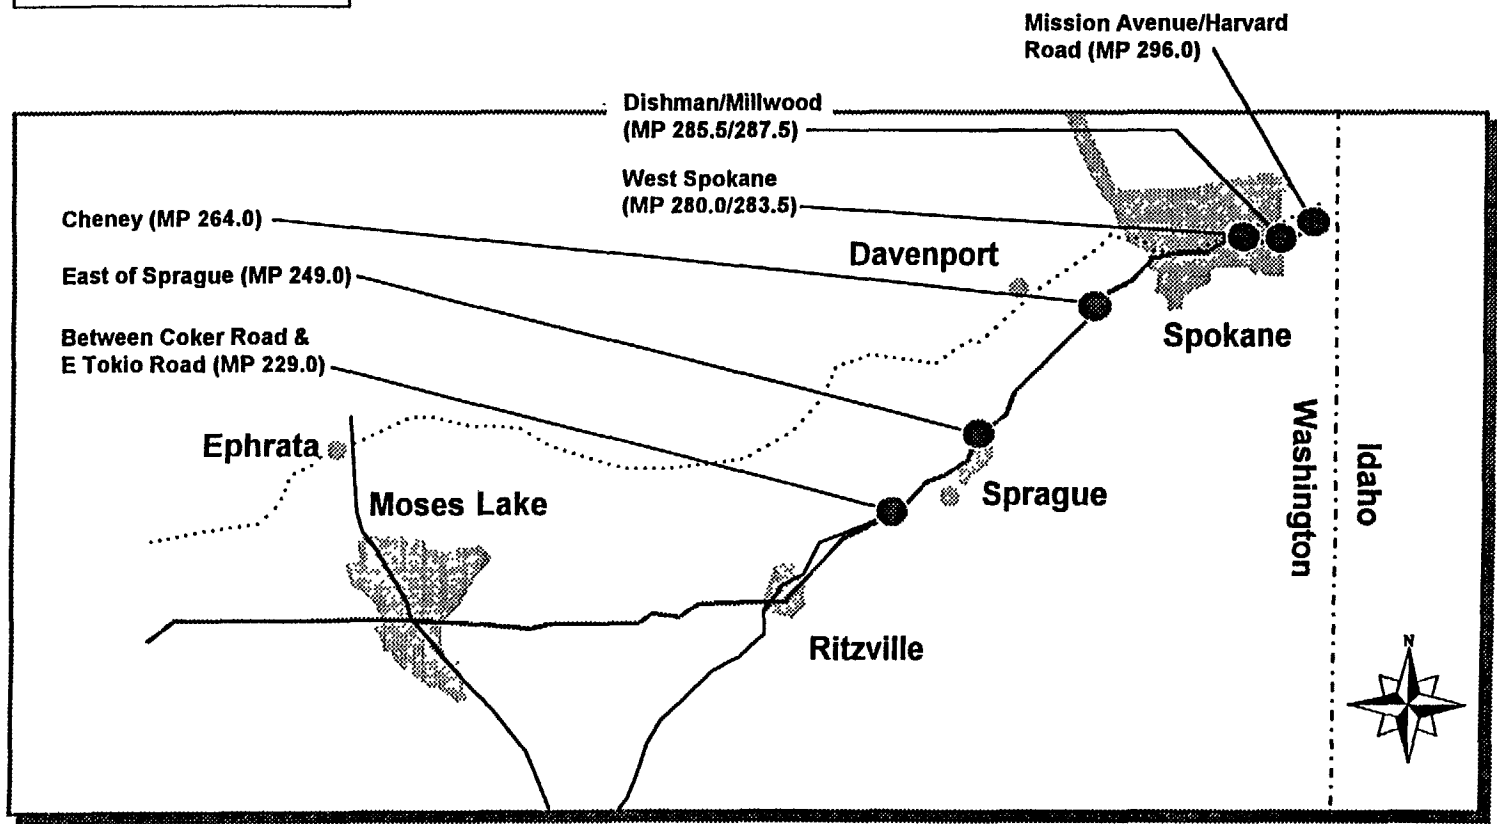 Mission Avenue/Harvard
Road (MP 296.0)
Dishman/Millwood
(MP 285.5/287.5)
West Spokane
(MP 280.0/283.5)
Cheney (MP 264.0)
Davenport
East of Sprague (MP 249.0)
Between Coker Road &
E Tokio Road (MP 229.0)
Spokane
Ephrata
Moses Lake
Sprague
Washington
Idaho
Ritzville
N